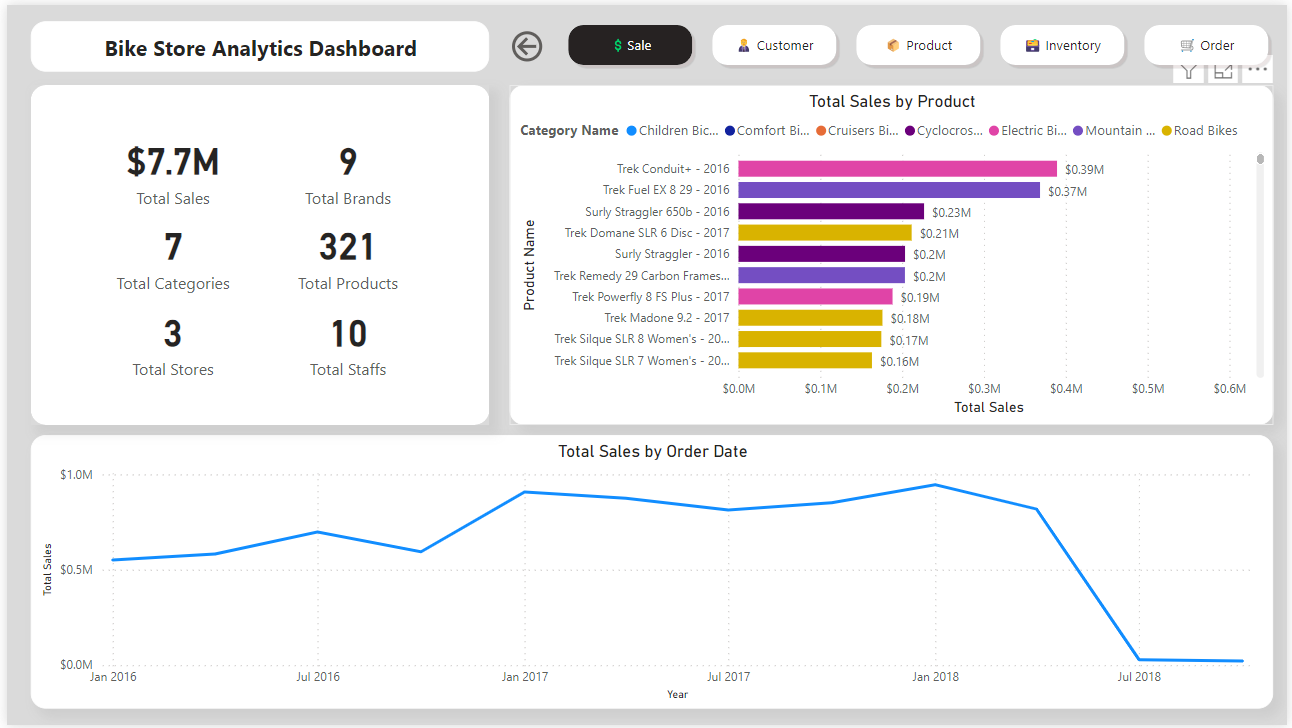 Bike Store Analytics Dashboard
$ Sale
Customer
Product
Inventory
Order
$7.7M
Total Sales
9
Total Brands
7
Total Categories
321
Total Products
3
Total Stores
10
Total Staffs
Total Sales by Product
Category Name Children Bic... Comfort Bi... Cruisers Bi... Cyclocros... Electric Bi... Mountain ... Road Bikes
Product Name
Trek Conduit+ - 2016 $0.39M
Trek Fuel EX 8 29 - 2016 $0.37M
Surly Straggler 650b - 2016 $0.23M
Trek Domane SLR 6 Disc - 2017 $0.21M
Surly Straggler - 2016 $0.2M
Trek Remedy 29 Carbon Frames... $0.2M
Trek Powerfly 8 FS Plus - 2017 $0.19M
Trek Madone 9.2 - 2017 $0.18M
Trek Silque SLR 8 Women's - 20... $0.17M
Trek Silque SLR 7 Women's - 20... $0.16M
$0.0M $0.1M $0.2M $0.3M $0.4M $0.5M $0.6M
Total Sales
Total Sales by Order Date
Total Sales
$1.0M
$0.5M
$0.0M
Jan 2016 Jul 2016 Jan 2017 Jul 2017 Jan 2018 Jul 2018
Year